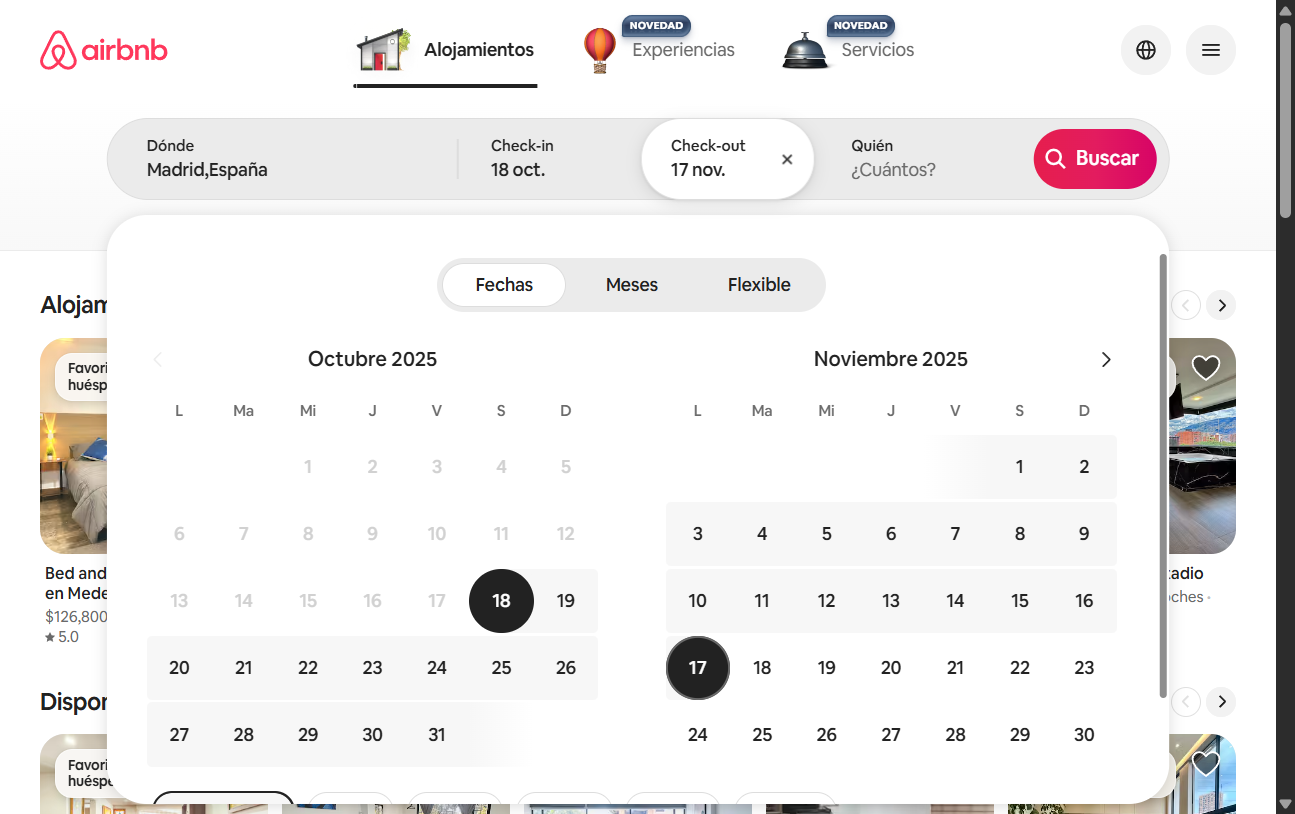 airbnb
Alojamientos
NOVEDAD
Experiencias
NOVEDAD
Servicios
Dónde
Madrid,España
Check-in
18 oct.
Check-out
17 nov.
Quién
¿Cuántos?
Buscar
Fechas
Meses
Flexible
Octubre 2025
L Ma Mi J V S D
1 2 3 4 5
6 7 8 9 10 11 12
13 14 15 16 17 18 19
20 21 22 23 24 25 26
27 28 29 30 31
Noviembre 2025
L Ma Mi J V S D
1 2
3 4 5 6 7 8 9
10 11 12 13 14 15 16
17 18 19 20 21 22 23
24 25 26 27 28 29 30
Alojam
Favori
huésp
Bed and
en Mede
$126,800
★ 5.0
tadio
oches ·
Dispon
Favori
huéspe